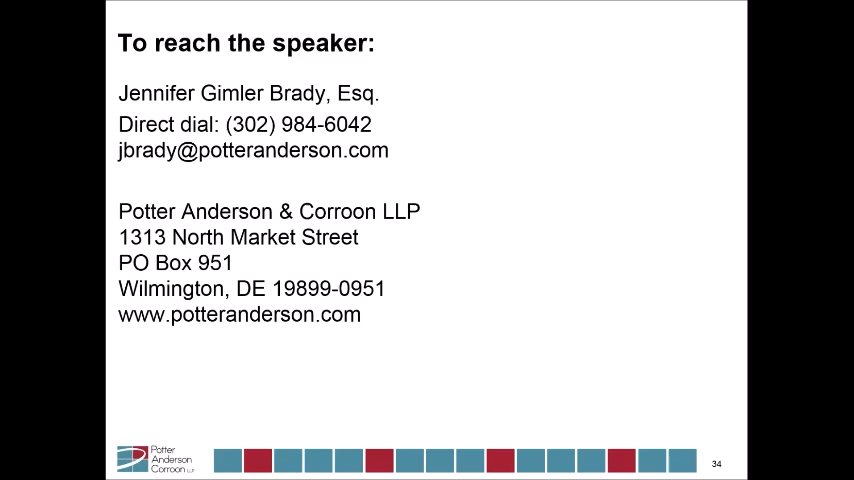 To reach the speaker:
Jennifer Gimler Brady, Esq.
Direct dial: (302) 984-6042
jbrady@potteranderson.com
Potter Anderson & Corroon LLP
1313 North Market Street
PO Box 951
Wilmington, DE 19899-0951
www.potteranderson.com
Potter
Anderson
Corroon LLP
34